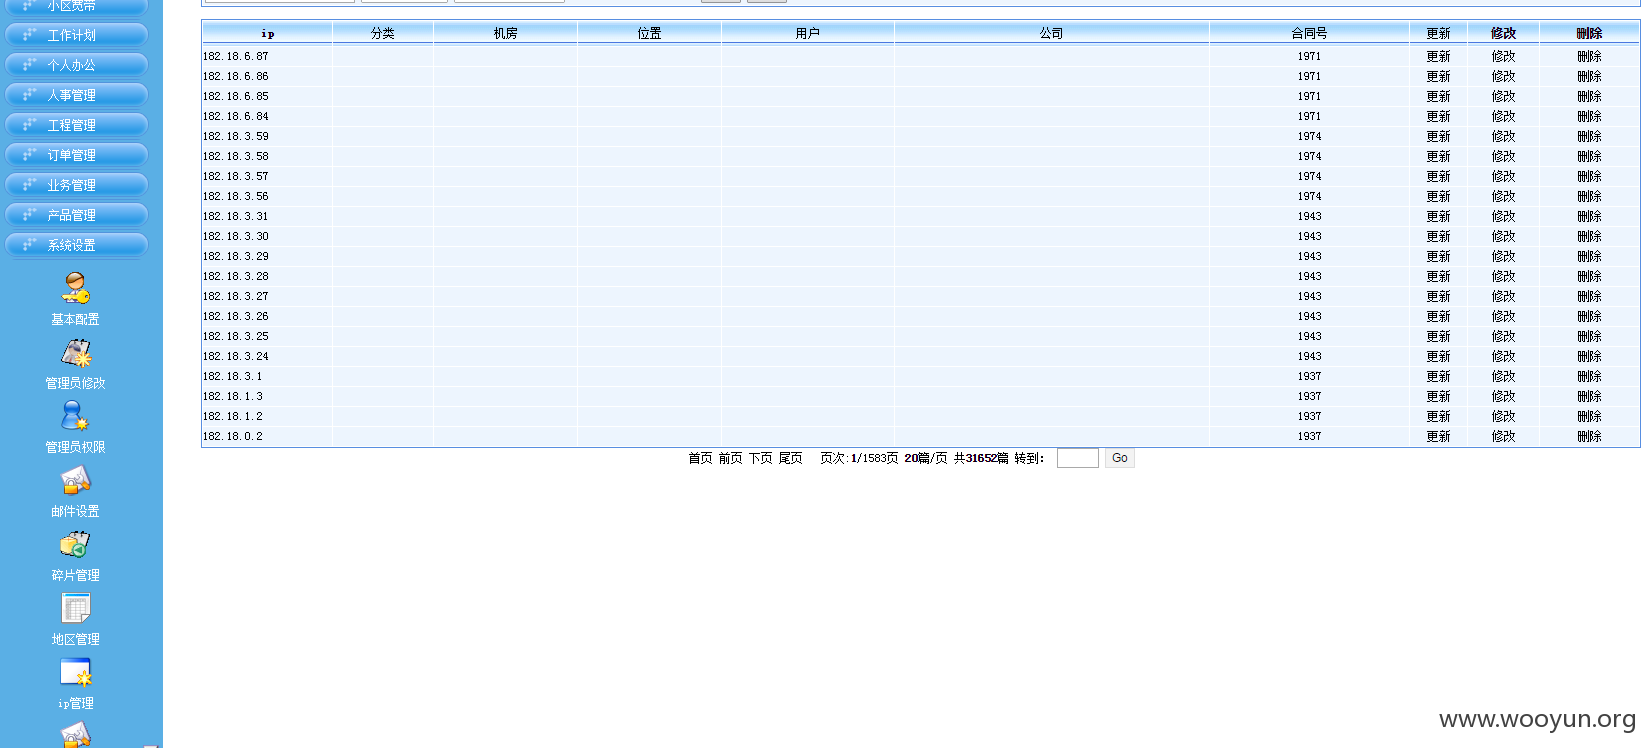 小区宽带
工作计划
个人办公
人事管理
工程管理
订单管理
业务管理
产品管理
系统设置
基本配置
管理员修改
管理员权限
邮件设置
碎片管理
地区管理
ip管理
ip 分类 机房 位置 用户 公司 合同号 更新 修改 删除
182.18.6.87 1971 更新 修改 删除
182.18.6.86 1971 更新 修改 删除
182.18.6.85 1971 更新 修改 删除
182.18.6.84 1971 更新 修改 删除
182.18.3.59 1974 更新 修改 删除
182.18.3.58 1974 更新 修改 删除
182.18.3.57 1974 更新 修改 删除
182.18.3.56 1974 更新 修改 删除
182.18.3.31 1943 更新 修改 删除
182.18.3.30 1943 更新 修改 删除
182.18.3.29 1943 更新 修改 删除
182.18.3.28 1943 更新 修改 删除
182.18.3.27 1943 更新 修改 删除
182.18.3.26 1943 更新 修改 删除
182.18.3.25 1943 更新 修改 删除
182.18.3.24 1943 更新 修改 删除
182.18.3.1 1937 更新 修改 删除
182.18.1.3 1937 更新 修改 删除
182.18.1.2 1937 更新 修改 删除
182.18.0.2 1937 更新 修改 删除
首页 前页 下页 尾页 页次:1/1583页 20篇/页 共31652篇 转到: Go
www.wooyun.org